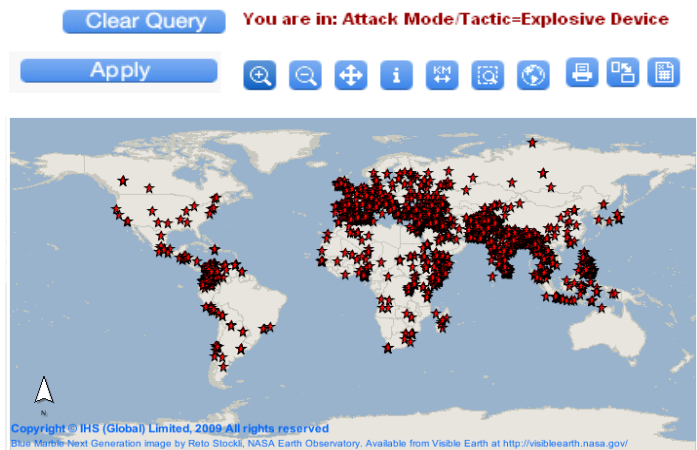 Clear Query
You are in: Attack Mode/Tactic=Explosive Device
Apply
i
KM
N
Copyright © IHS (Global) Limited, 2009 All rights reserved
Blue Marble Next Generation image by Reto Stockli, NASA Earth Observatory. Available from Visible Earth at http://visibleearth.nasa.gov/